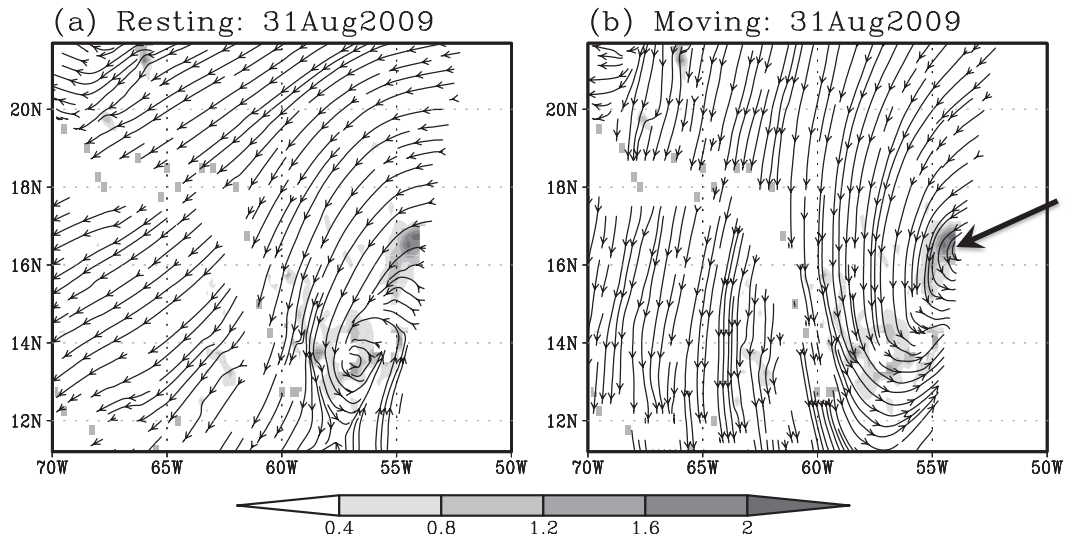 (a) Resting: 31Aug2009
(b) Moving: 31Aug2009
20N
18N
16N
14N
12N
70W 65W 60W 55W 50W
20N
18N
16N
14N
12N
70W 65W 60W 55W 50W
0.4 0.8 1.2 1.6 2